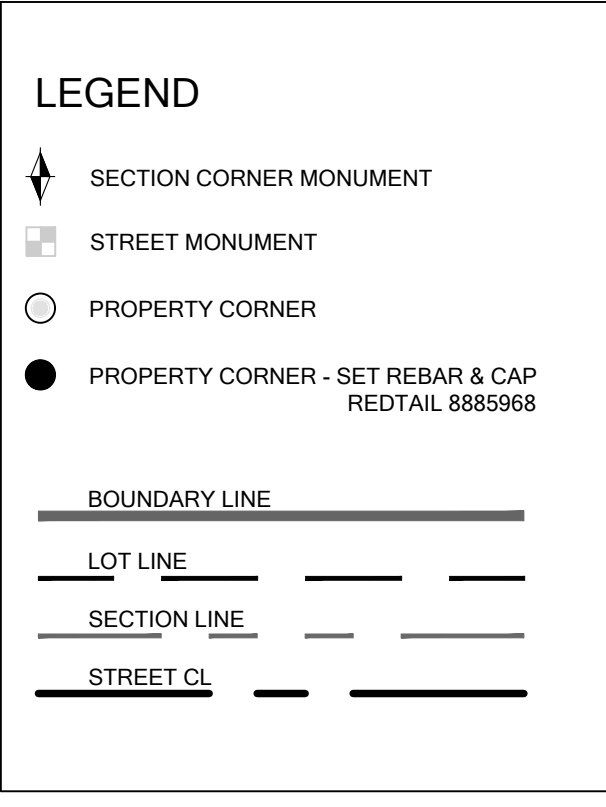 LEGEND
SECTION CORNER MONUMENT
STREET MONUMENT
PROPERTY CORNER
PROPERTY CORNER - SET REBAR & CAP
REDTAIL 8885968
BOUNDARY LINE
LOT LINE
SECTION LINE
STREET CL